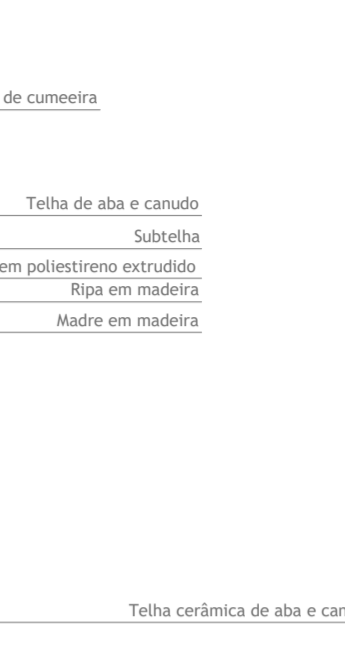 de cumeeira
Telha de aba e canudo
Subtelha
em poliestireno extrudido
Ripa em madeira
Madre em madeira
Telha cerâmica de aba e can